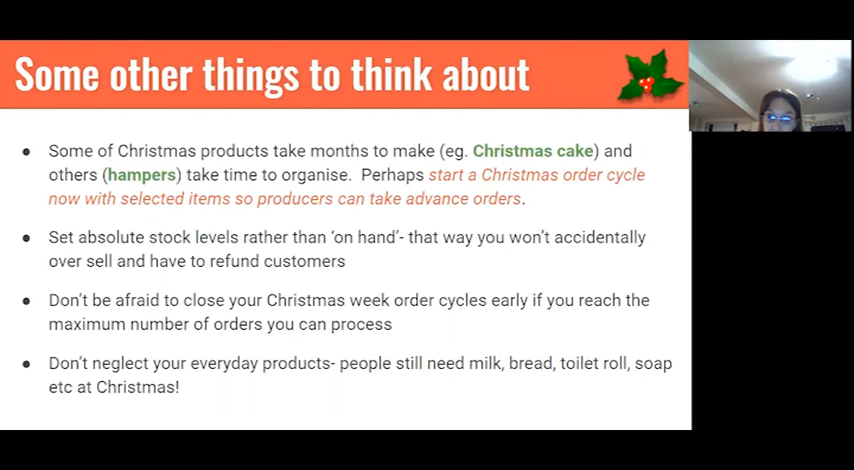 Some other things to think about
● Some of Christmas products take months to make (eg. Christmas cake) and
others (hampers) take time to organise. Perhaps start a Christmas order cycle
now with selected items so producers can take advance orders.
● Set absolute stock levels rather than ‘on hand’- that way you won’t accidentally
over sell and have to refund customers
● Don’t be afraid to close your Christmas week order cycles early if you reach the
maximum number of orders you can process
● Don’t neglect your everyday products- people still need milk, bread, toilet roll, soap
etc at Christmas!